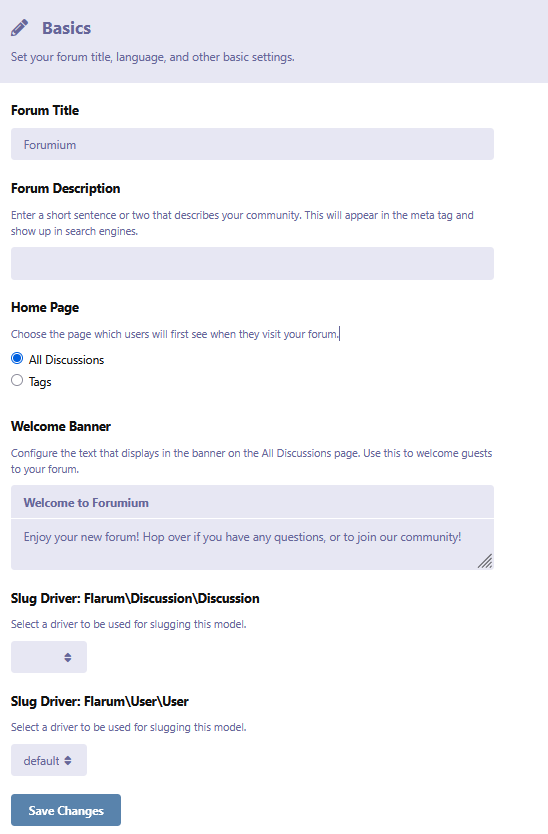 Basics
Set your forum title, language, and other basic settings.
Forum Title
Forumium
Forum Description
Enter a short sentence or two that describes your community. This will appear in the meta tag and
show up in search engines.
Home Page
Choose the page which users will first see when they visit your forum.
All Discussions
Tags
Welcome Banner
Configure the text that displays in the banner on the All Discussions page. Use this to welcome guests
to your forum.
Welcome to Forumium
Enjoy your new forum! Hop over if you have any questions, or to join our community!
Slug Driver: Flarum\Discussion\Discussion
Select a driver to be used for slugging this model.
Slug Driver: Flarum\User\User
Select a driver to be used for slugging this model.
default
Save Changes